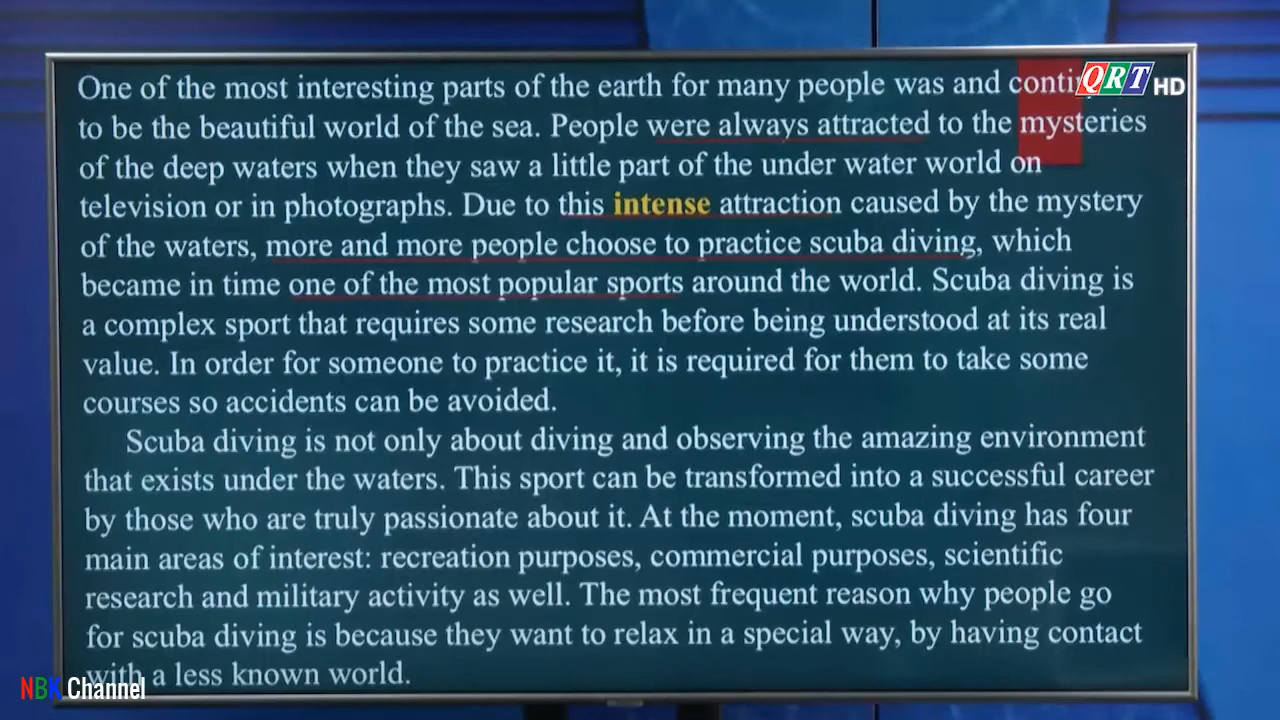 One of the most interesting parts of the earth for many people was and
QRT HD
to be the beautiful world of the sea. People were always attracted to the mysteries
of the deep waters when they saw a little part of the under water world on
television or in photographs. Due to this intense attraction caused by the mystery
of the waters, more and more people choose to practice scuba diving, which
became in time one of the most popular sports around the world. Scuba diving is
a complex sport that requires some research before being understood at its real
value. In order for someone to practice it, it is required for them to take some
courses so accidents can be avoided.
Scuba diving is not only about diving and observing the amazing environment
that exists under the waters. This sport can be transformed into a successful career
by those who are truly passionate about it. At the moment, scuba diving has four
main areas of interest: recreation purposes, commercial purposes, scientific
research and military activity as well. The most frequent reason why people go
for scuba diving is because they want to relax in a special way, by having contact
with a less known world.
NBK Channel